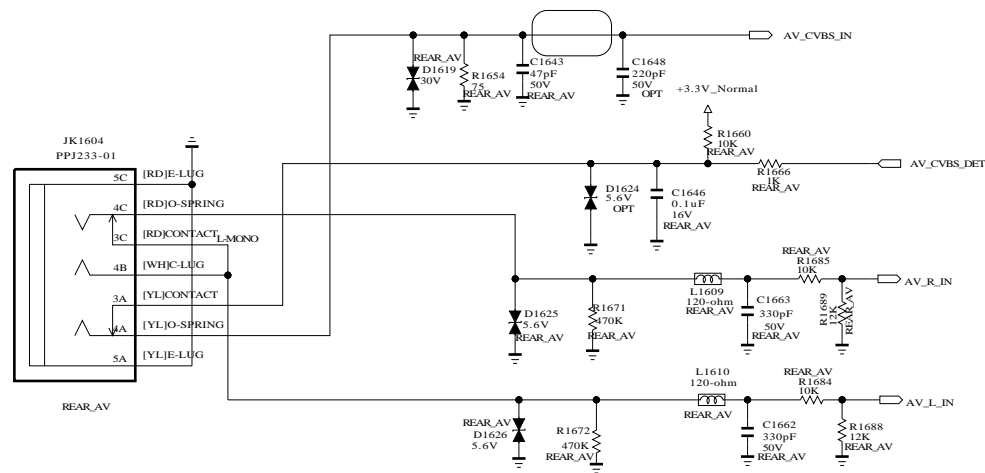 AV_CVBS_IN
REAR_AV
D1619
30V
R1654
75
REAR_AV
C1643
47pF
50V
REAR_AV
C1648
220pF
50V
OPT
+3.3V_Normal
R1660
10K
REAR_AV
JK1604
PPJ233-01
5C
[RD]E-LUG
4C
[RD]O-SPRING
3C
[RD]CONTACT
L-MONO
4B
[WH]C-LUG
3A
[YL]CONTACT
4A
[YL]O-SPRING
5A
[YL]E-LUG
REAR_AV
D1624
5.6V
OPT
C1646
0.1uF
16V
REAR_AV
R1666
1K
REAR_AV
AV_CVBS_DET
D1625
5.6V
REAR_AV
R1671
470K
REAR_AV
L1609
120-ohm
REAR_AV
C1663
330pF
50V
REAR_AV
REAR_AV
R1685
10K
R1689
12K
REAR_AV
AV_R_IN
REAR_AV
D1626
5.6V
R1672
470K
REAR_AV
L1610
120-ohm
REAR_AV
C1662
330pF
50V
REAR_AV
REAR_AV
R1684
10K
R1688
12K
REAR_AV
AV_L_IN